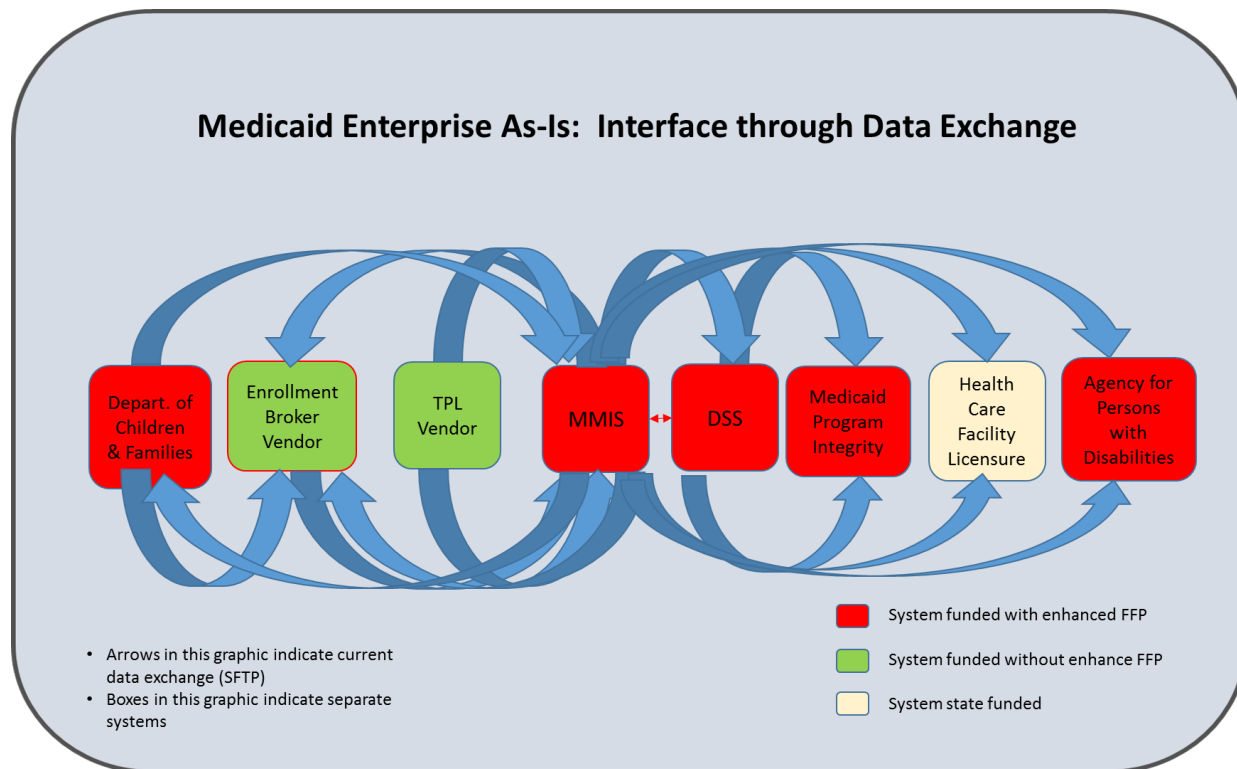 Medicaid Enterprise As-Is:  Interface through Data Exchange
Depart. of
Children
& Families
Enrollment
Broker
Vendor
TPL
Vendor
MMIS
DSS
Medicaid
Program
Integrity
Health
Care
Facility
Licensure
Agency for
Persons
with
Disabilities
System funded with enhanced FFP
System funded without enhance FFP
System state funded
• Arrows in this graphic indicate current
data exchange (SFTP)
• Boxes in this graphic indicate separate
systems